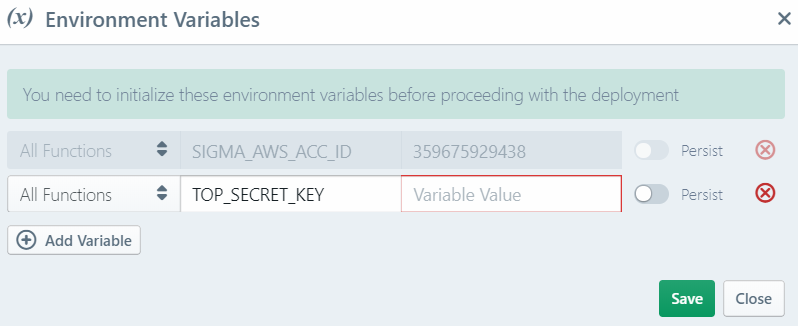 (x) Environment Variables
You need to initialize these environment variables before proceeding with the deployment
All Functions SIGMA_AWS_ACC_ID 359675929438 Persist
All Functions TOP_SECRET_KEY Variable Value Persist
Add Variable
Save Close